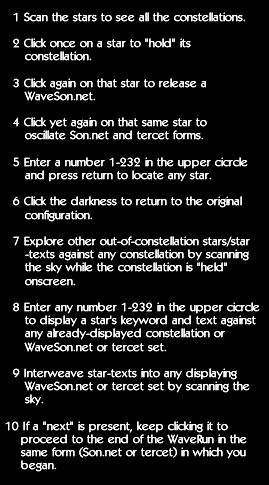 1 Scan the stars to see all the constellations.
2 Click once on a star to "hold" its
constellation.
3 Click again on that star to release a
WaveSon.net.
4 Click yet again on that same star to
oscillate Son.net and tercet forms.
5 Enter a number 1-232 in the upper cicrcle
and press return to locate any star.
6 Click the darkness to return to the original
configuration.
7 Explore other out-of-constellation stars/star
-texts against any constellation by scanning
the sky while the constellation is "held"
onscreen.
8 Enter any number 1-232 in the upper cicrcle
to display a star's keyword and text against
any already-displayed constellation or
WaveSon.net or tercet set.
9 Interweave star-texts into any displaying
WaveSon.net or tercet set by scanning the
sky.
10 If a "next" is present, keep clicking it to
proceed to the end of the WaveRun in the
same form (Son.net or tercet) in which you
began.